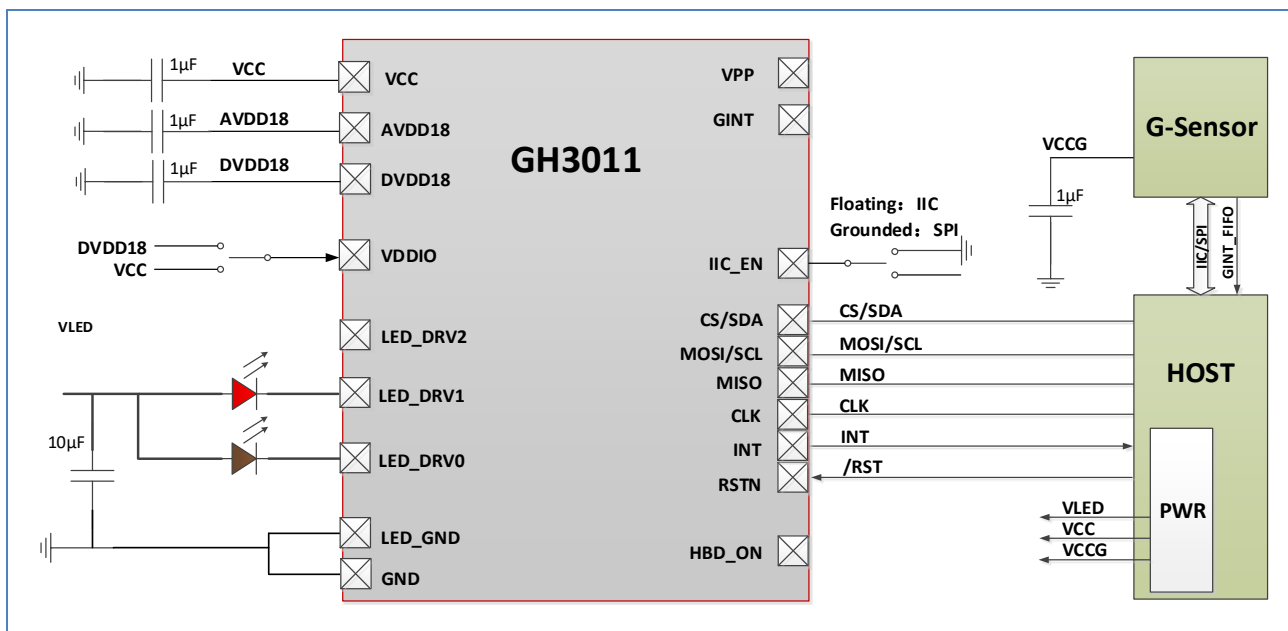 1µF
VCC
VCC
1µF
AVDD18
AVDD18
1µF
DVDD18
DVDD18
DVDD18
VCC
VDDIO
VLED
LED_DRV2
LED_DRV1
10µF
LED_DRV0
LED_GND
GND
GH3011
VPP
GINT
Floating：IIC
Grounded：SPI
IIC_EN
CS/SDA
MOSI/SCL
MISO
CLK
INT
RSTN
HBD_ON
CS/SDA
MOSI/SCL
MISO
CLK
INT
/RST
VCCG
1µF
G-Sensor
IIC/SPI
GINT_FIFO
HOST
PWR
VLED
VCC
VCCG